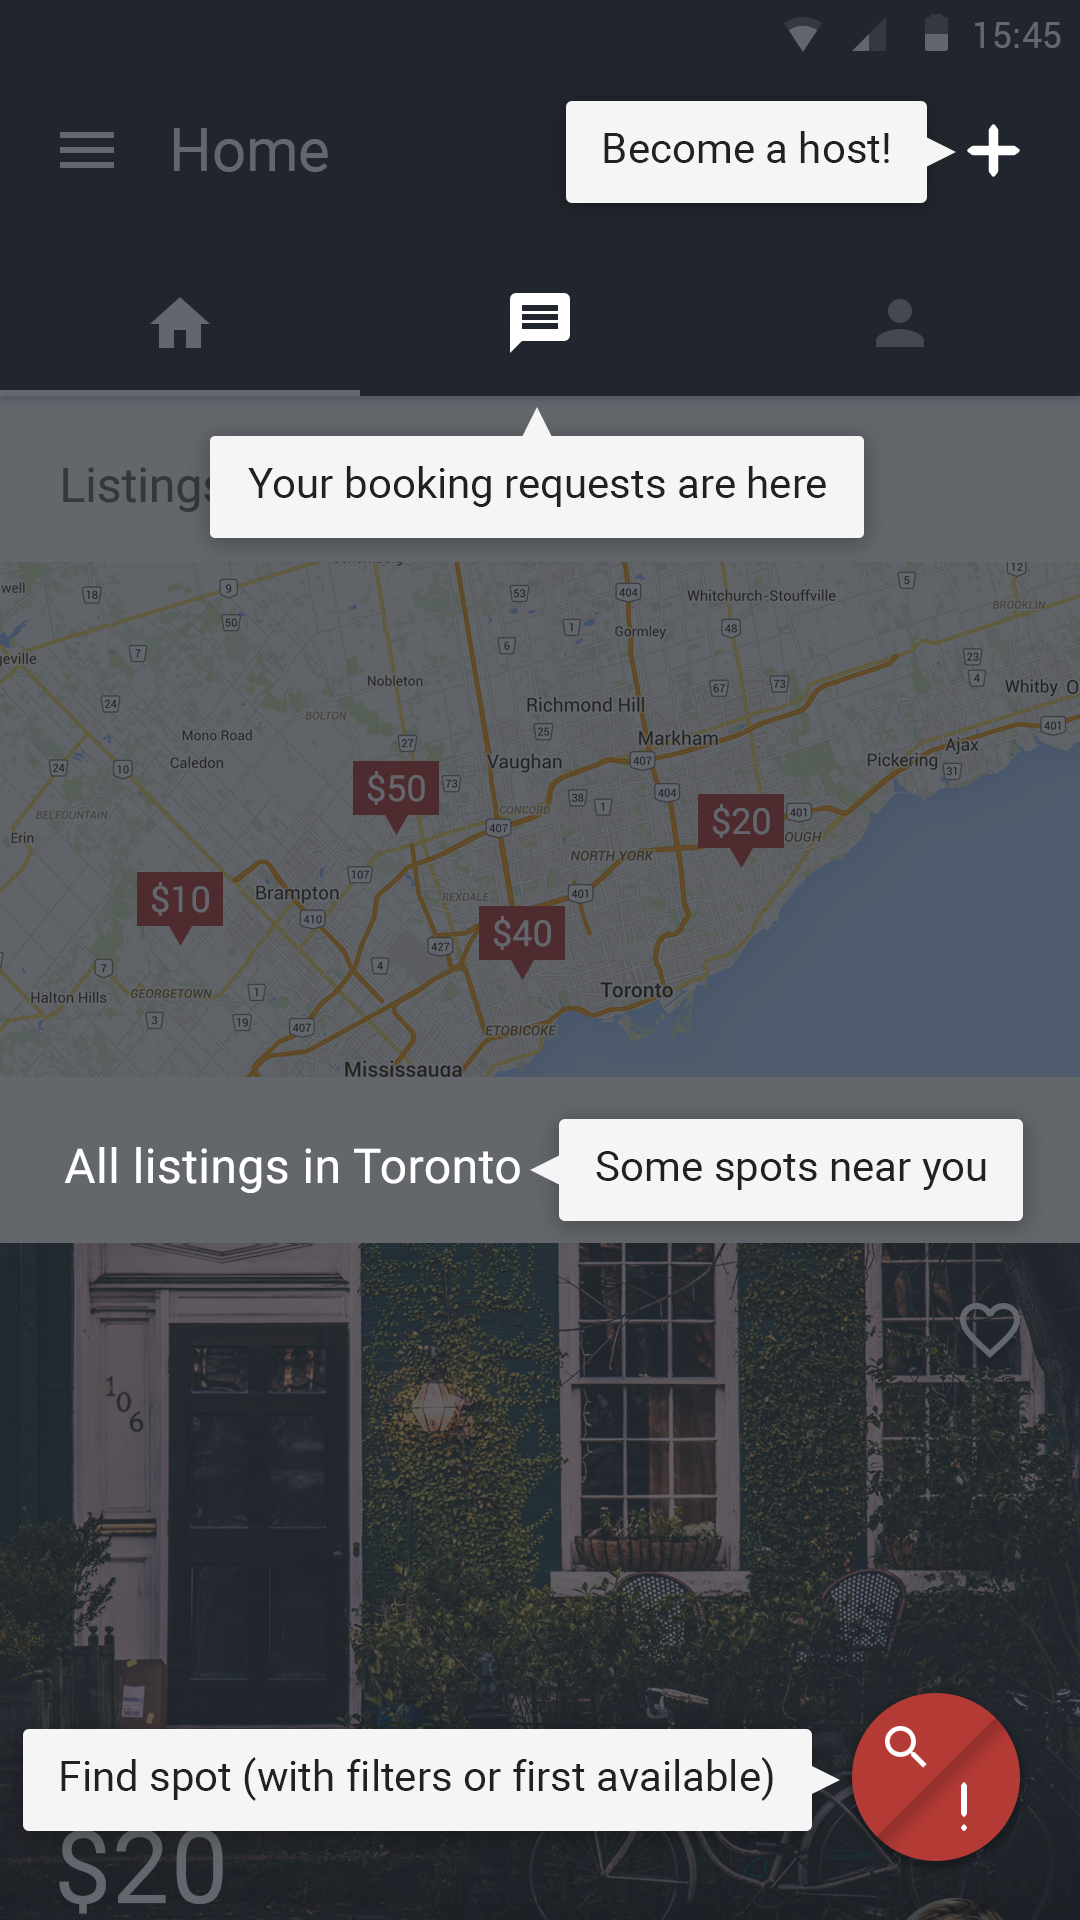 15:45
Home
Become a host!
Listings
Your booking requests are here
well
18
9
53
404
Whitchurch-Stouffville
5
12
BROOKLIN
50
1
Gormley
48
geville
7
6
23
Nobleton
67
73
4
Whitby
O
24
BOLTON
Richmond Hill
Mono Road
27
25
Markham
401
Ajax
24
10
Caledon
Vaughan
407
Pickering
31
$50
73
38
1
404
BELFOUNTAIN
CONCORD
$20
401
Erin
407
OUGH
NORTH YORK
107
$10
Brampton
REXDALE
401
410
$40
427
7
4
Halton Hills
GEORGETOWN
1
Toronto
3
19
407
ETOBICOKE
Mississauga
All listings in Toronto
Some spots near you
106
Find spot (with filters or first available)
!
$20